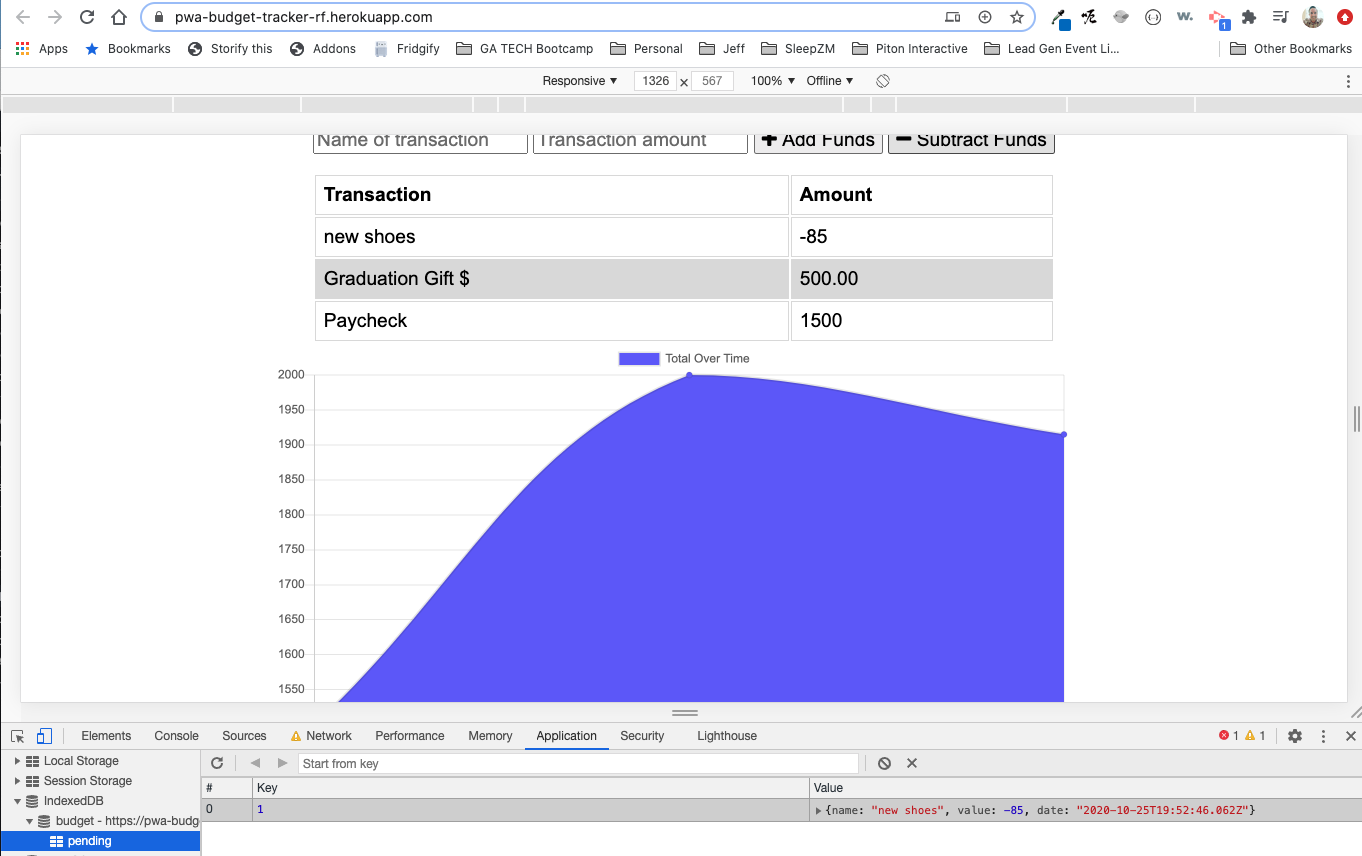 pwa-budget-tracker-rf.herokuapp.com
w.
1
Apps Bookmarks Storify this Addons Fridgify GA TECH Bootcamp Personal Jeff SleepZM Piton Interactive Lead Gen Event Li... Other Bookmarks
Responsive ▼ 1326 x 567 100% ▼ Offline ▼
Name of transaction Transaction amount + Add Funds − Subtract Funds
Transaction Amount
new shoes -85
Graduation Gift $ 500.00
Paycheck 1500
Total Over Time
2000
1950
1900
1850
1800
1750
1700
1650
1600
1550
Elements Console Sources Network Performance Memory Application Security Lighthouse 1 1
Local Storage
Session Storage
IndexedDB
budget - https://pwa-budg
pending
Start from key
# Key Value
0 1 {name: "new shoes", value: -85, date: "2020-10-25T19:52:46.062Z"}